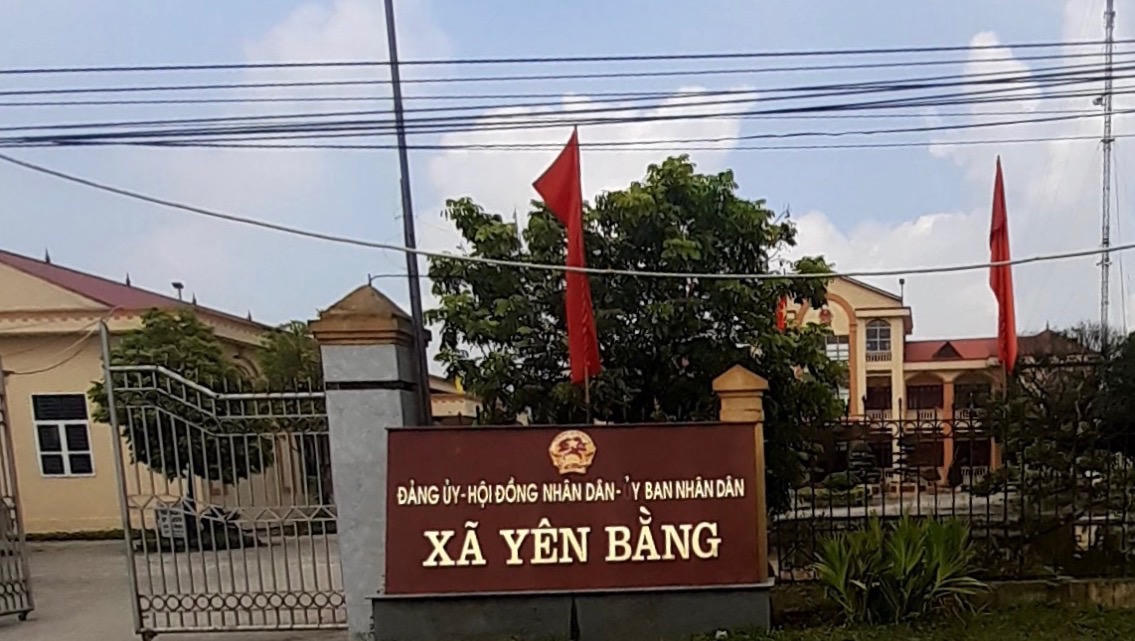 ĐẢNG ỦY-HỘI ĐỒNG NHÂN DÂN- ̉Y BAN NHÂN DÂN
XÃ YÊN BẰNG